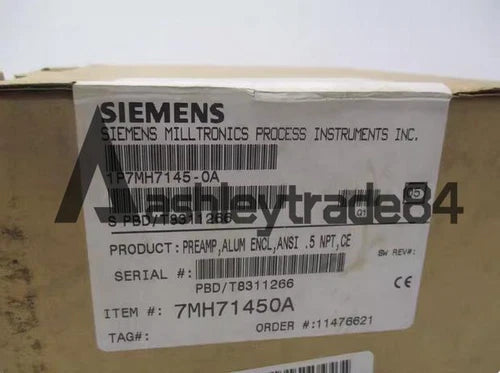 SIEMENS
SIEMENS MILLTRONICS PROCESS INSTRUMENTS INC.
1P7MH7145-0A
ashleytrade84
S PBD/T8311266
PRODUCT: PREAMP,ALUM ENCL,ANSI .5 NPT,CE
SW REV#:
SERIAL #:
PBD/T8311266
CE
ITEM #: 7MH71450A
ORDER #:11476621
TAG#: